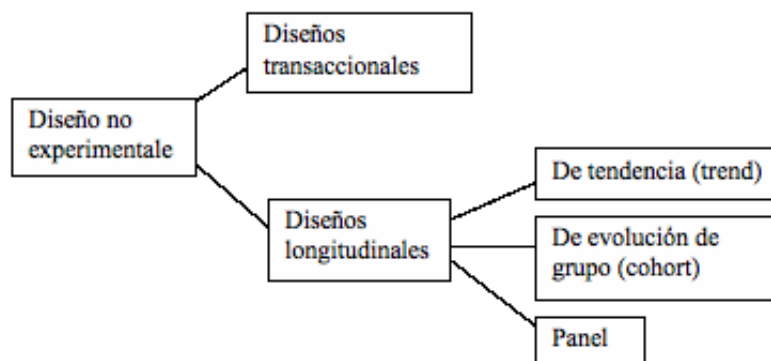 Diseños
transaccionales
Diseño no
experimentale
Diseños
longitudinales
De tendencia (trend)
De evolución de
grupo (cohort)
Panel